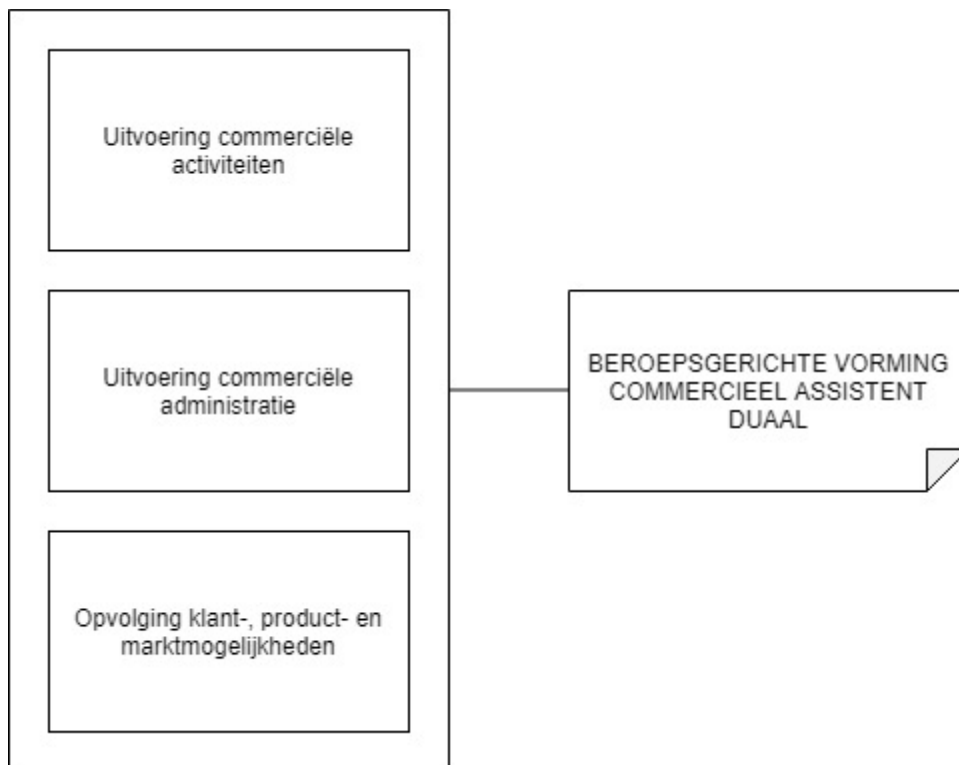 Uitvoering commerciële
activiteiten
Uitvoering commerciële
administratie
Opvolging klant-, product- en
marktmogelijkheden
BEROEPSGERICHTE VORMING
COMMERCIEEL ASSISTENT
DUAAL